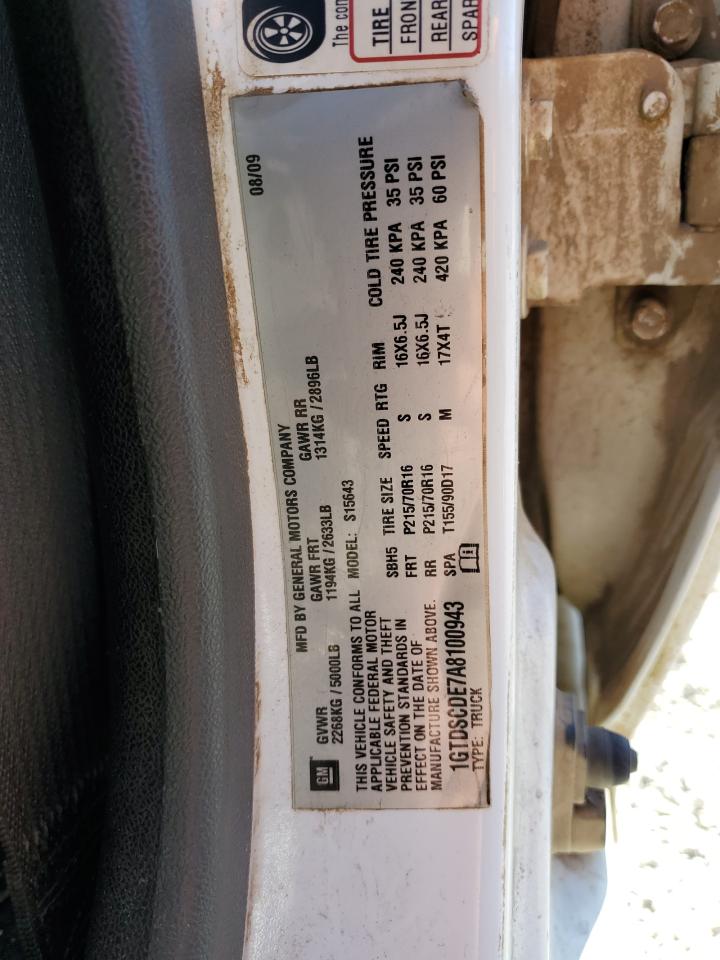 The con
TIRE
FRON
REAR
SPAR
MFD BY GENERAL MOTORS COMPANY 08/09
GM
GVWR GAWR FRT GAWR RR
2268KG / 5000LB 1194KG / 2633LB 1314KG / 2896LB
THIS VEHICLE CONFORMS TO ALL
APPLICABLE FEDERAL MOTOR
VEHICLE SAFETY AND THEFT
PREVENTION STANDARDS IN
EFFECT ON THE DATE OF
MANUFACTURE SHOWN ABOVE.
1GTDSCDE7A8100943
TYPE: TRUCK
MODEL: S15643
SBH5 TIRE SIZE SPEED RTG RIM COLD TIRE PRESSURE
FRT P215/70R16 S 16X6.5J 240 KPA 35 PSI
RR P215/70R16 S 16X6.5J 240 KPA 35 PSI
SPA T155/90D17 M 17X4T 420 KPA 60 PSI